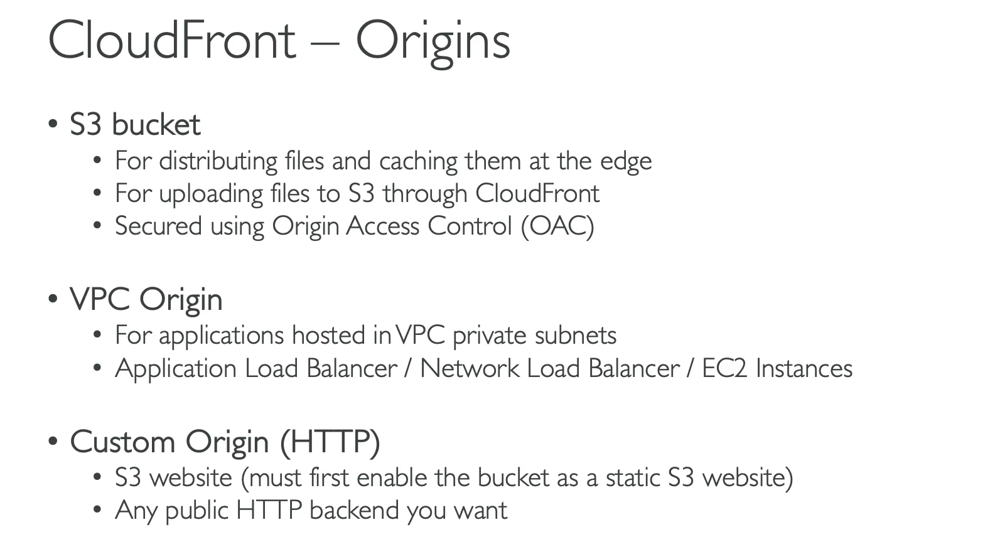 CloudFront – Origins
• S3 bucket
• For distributing files and caching them at the edge
• For uploading files to S3 through CloudFront
• Secured using Origin Access Control (OAC)
• VPC Origin
• For applications hosted in VPC private subnets
• Application Load Balancer / Network Load Balancer / EC2 Instances
• Custom Origin (HTTP)
• S3 website (must first enable the bucket as a static S3 website)
• Any public HTTP backend you want